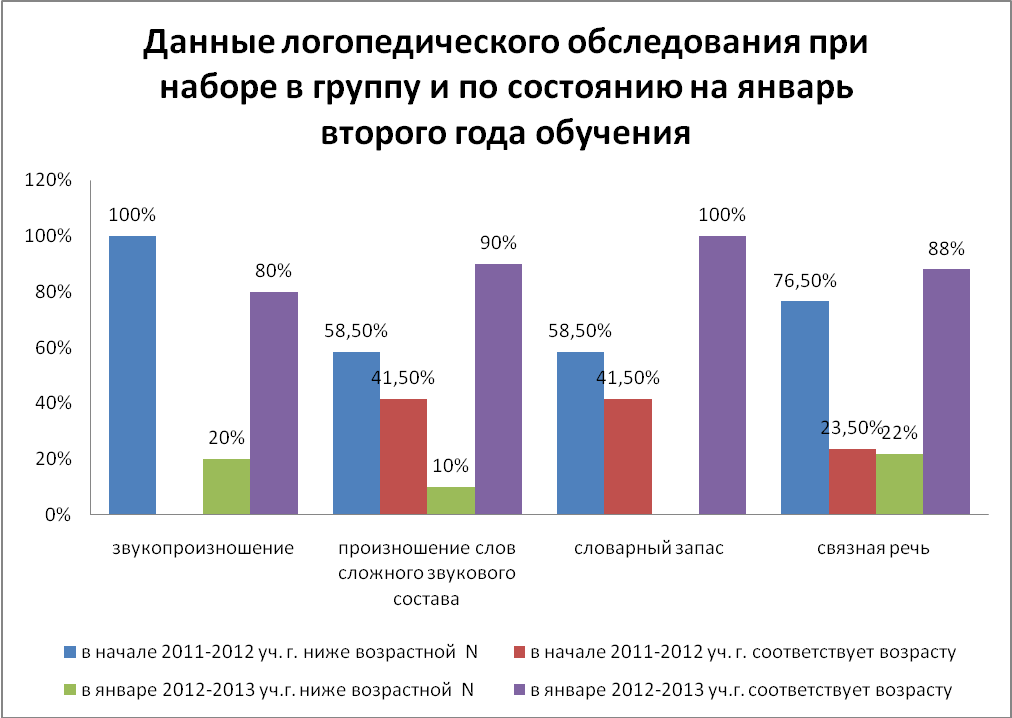 Данные логопедического обследования при
наборе в группу и по состоянию на январь
второго года обучения
120%
100%
80%
60%
40%
20%
0%
100%
20%
80%
58,50%
41,50%
10%
90%
58,50%
41,50%
100%
76,50%
23,50%
22%
88%
звукопроизношение
произношение слов
сложного звукового
состава
словарный запас
связная речь
в начале 2011-2012 уч. г. ниже возрастной N
в начале 2011-2012 уч. г. соответствует возрасту
в январе 2012-2013 уч.г. ниже возрастной N
в январе 2012-2013 уч.г. соответствует возрасту